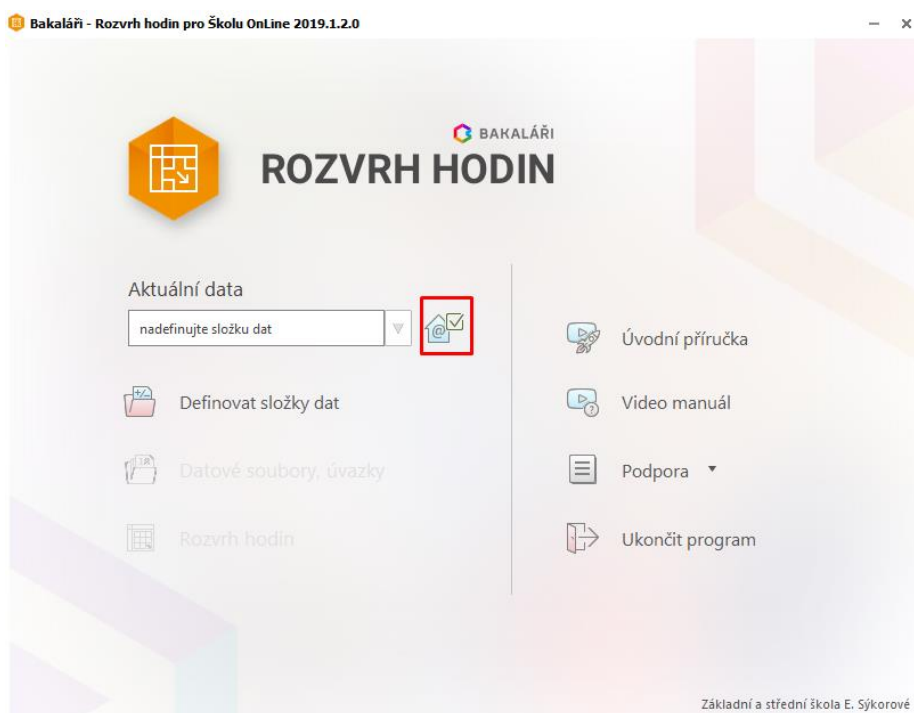 Bakaláři - Rozvrh hodin pro Školu OnLine 2019.1.2.0
BAKALÁŘI
ROZVRH HODIN
Aktuální data
nadefinujte složku dat
Definovat složky dat
Datové soubory, úvazky
Rozvrh hodin
Úvodní příručka
Video manuál
Podpora
Ukončit program
Základní a střední škola E. Sýkorové